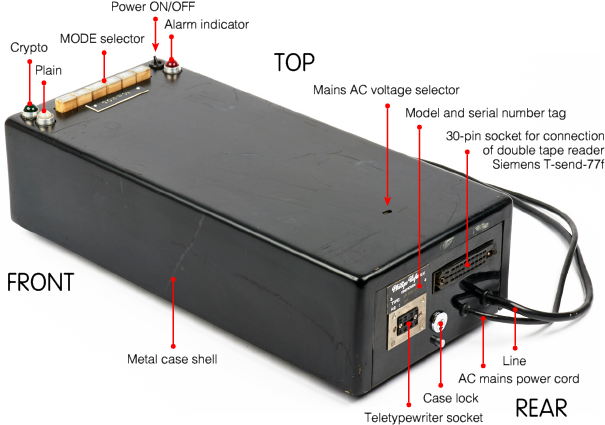 Power ON/OFF
Alarm indicator
MODE selector
Crypto
Plain
TOP
Mains AC voltage selector
Model and serial number tag
30-pin socket for connection
of double tape reader
Siemens T-send-77f
FRONT
Metal case shell
Line
AC mains power cord
Case lock
Teletypewriter socket
REAR